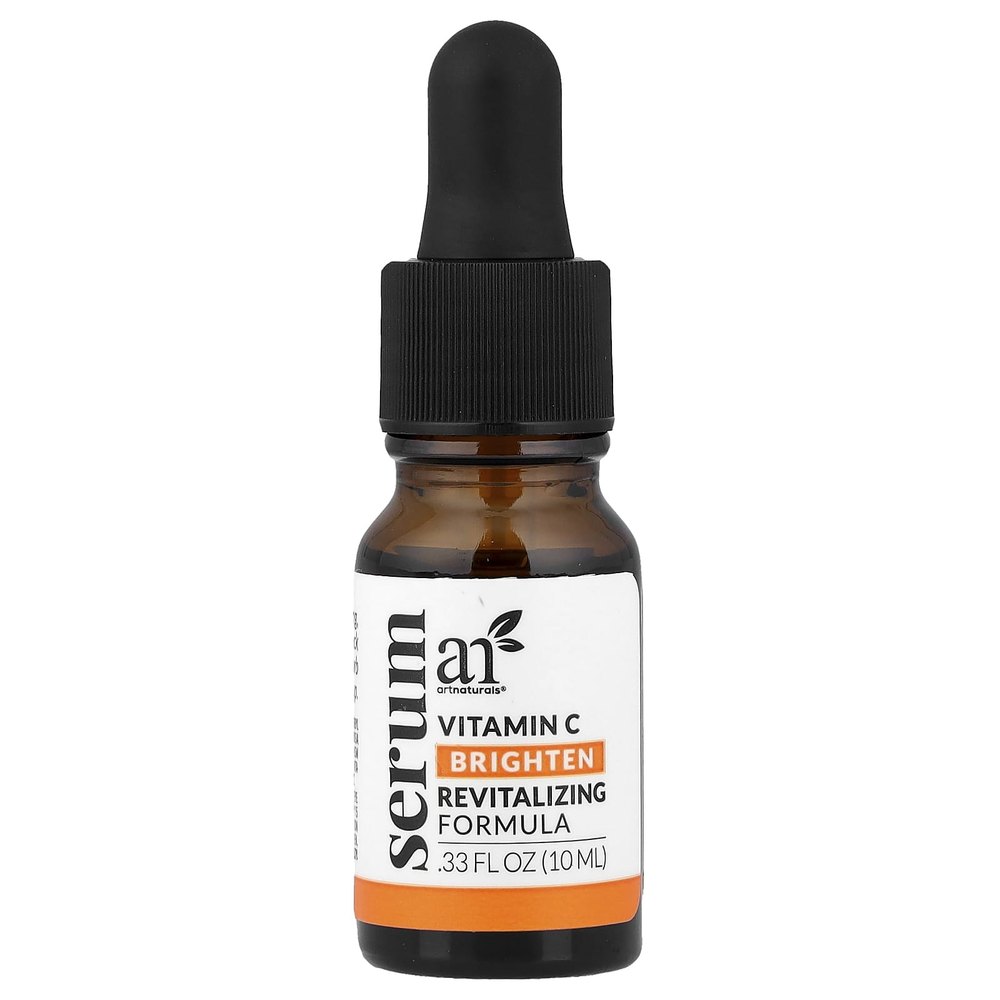 serum
ar
artnaturals®
VITAMIN C
BRIGHTEN
REVITALIZING
FORMULA
.33 FL OZ (10 ML)